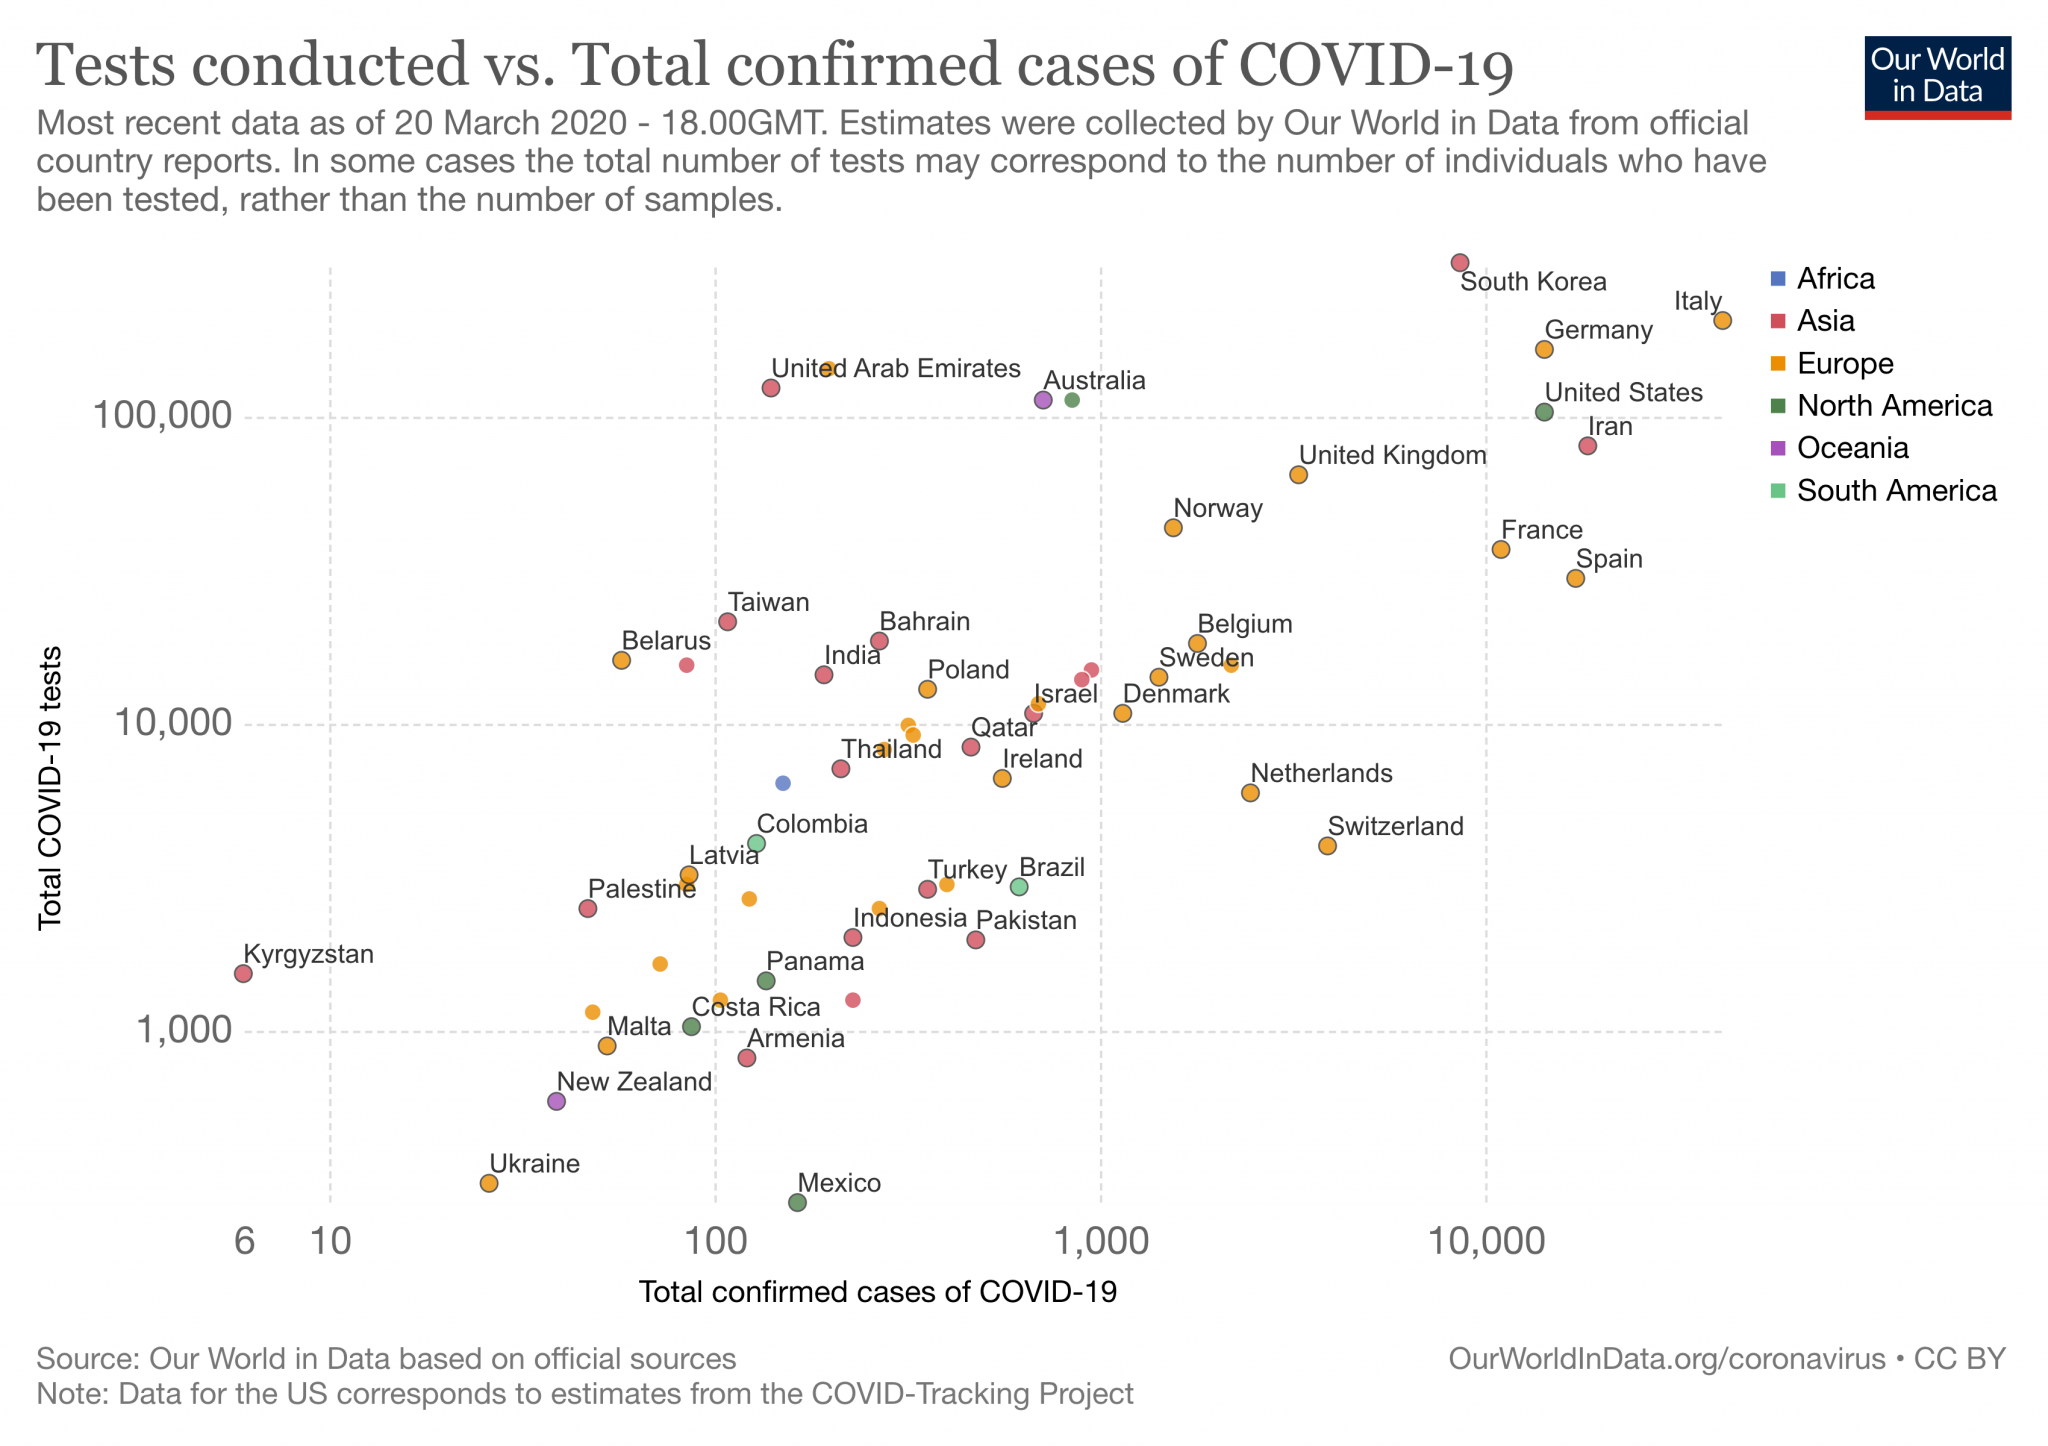 Tests conducted vs. Total confirmed cases of COVID-19
Our World
in Data
Most recent data as of 20 March 2020 - 18.00GMT. Estimates were collected by Our World in Data from official
country reports. In some cases the total number of tests may correspond to the number of individuals who have
been tested, rather than the number of samples.
South Korea
Italy
Germany
United Arab Emirates
Australia
United States
100,000
Iran
United Kingdom
Norway
France
Spain
Taiwan
Bahrain
Belgium
Belarus
India
Sweden
Poland
Israel
Denmark
10,000
Qatar
Thailand
Ireland
Netherlands
Colombia
Switzerland
Latvia
Turkey
Brazil
Palestine
Indonesia
Pakistan
Kyrgyzstan
Panama
Costa Rica
1,000
Malta
Armenia
New Zealand
Ukraine
Mexico
Total COVID-19 tests
6
10
100
1,000
10,000
Total confirmed cases of COVID-19
Africa
Asia
Europe
North America
Oceania
South America
Source: Our World in Data based on official sources
OurWorldInData.org/coronavirus • CC BY
Note: Data for the US corresponds to estimates from the COVID-Tracking Project